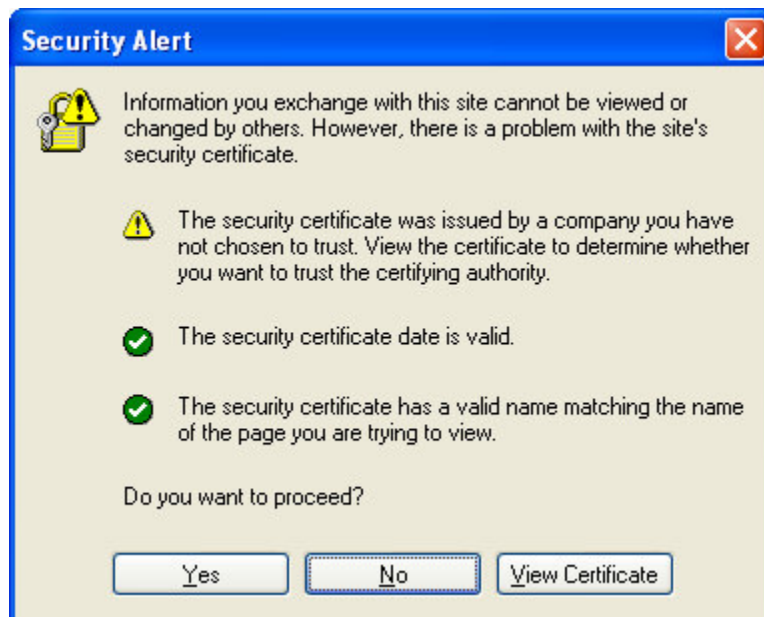 Security Alert
Information you exchange with this site cannot be viewed or
changed by others. However, there is a problem with the site's
security certificate.
The security certificate was issued by a company you have
not chosen to trust. View the certificate to determine whether
you want to trust the certifying authority.
The security certificate date is valid.
The security certificate has a valid name matching the name
of the page you are trying to view.
Do you want to proceed?
Yes
No
View Certificate